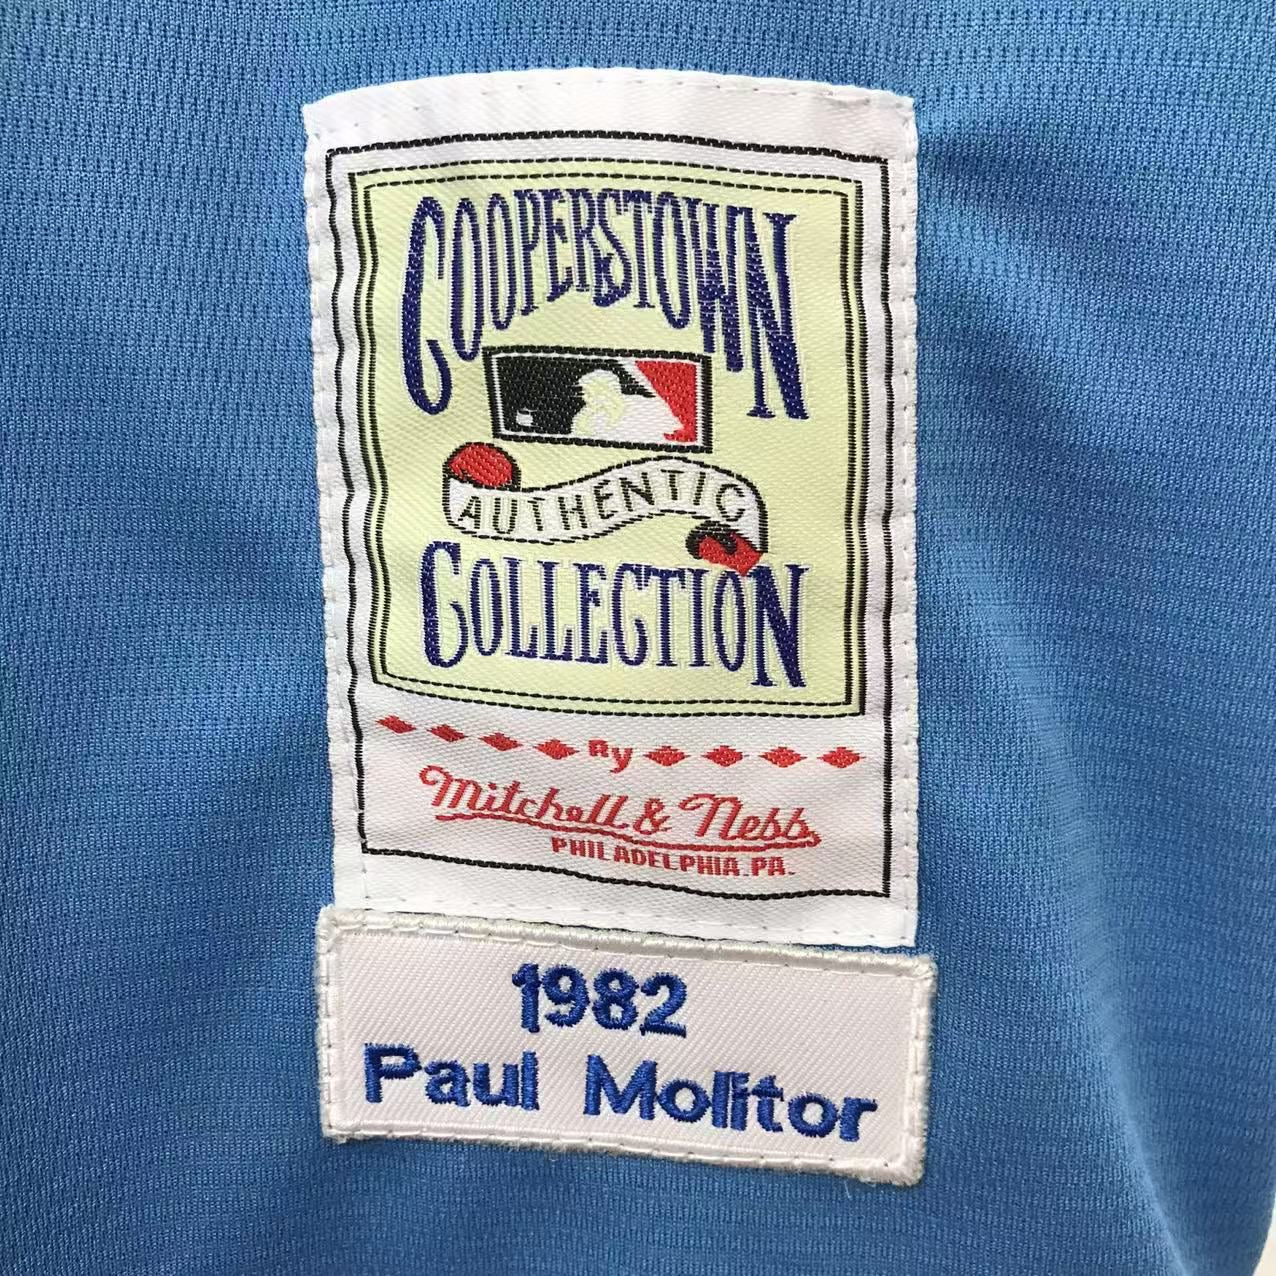 COOPERSTOWN
AUTHENTIC
COLLECTION
By
Mitchell & Ness
PHILADELPHIA.PA.
1982
Paul Molitor